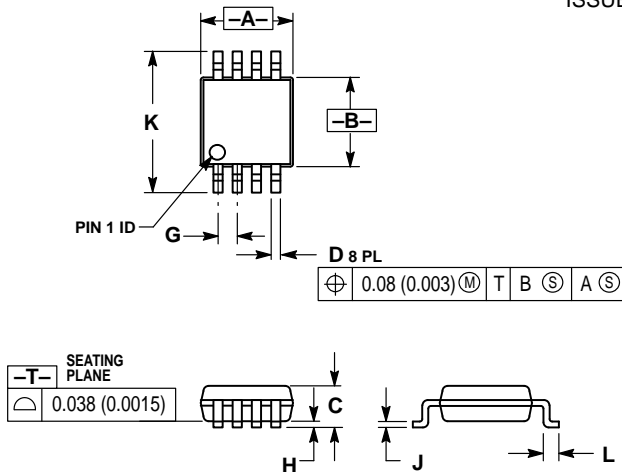 ISSUE
–A–
K
–B–
PIN 1 ID
G
D 8 PL
⌖ 0.08 (0.003) Ⓜ T B Ⓢ A Ⓢ
–T– SEATING
PLANE
⌓ 0.038 (0.0015)
C
H
J
L